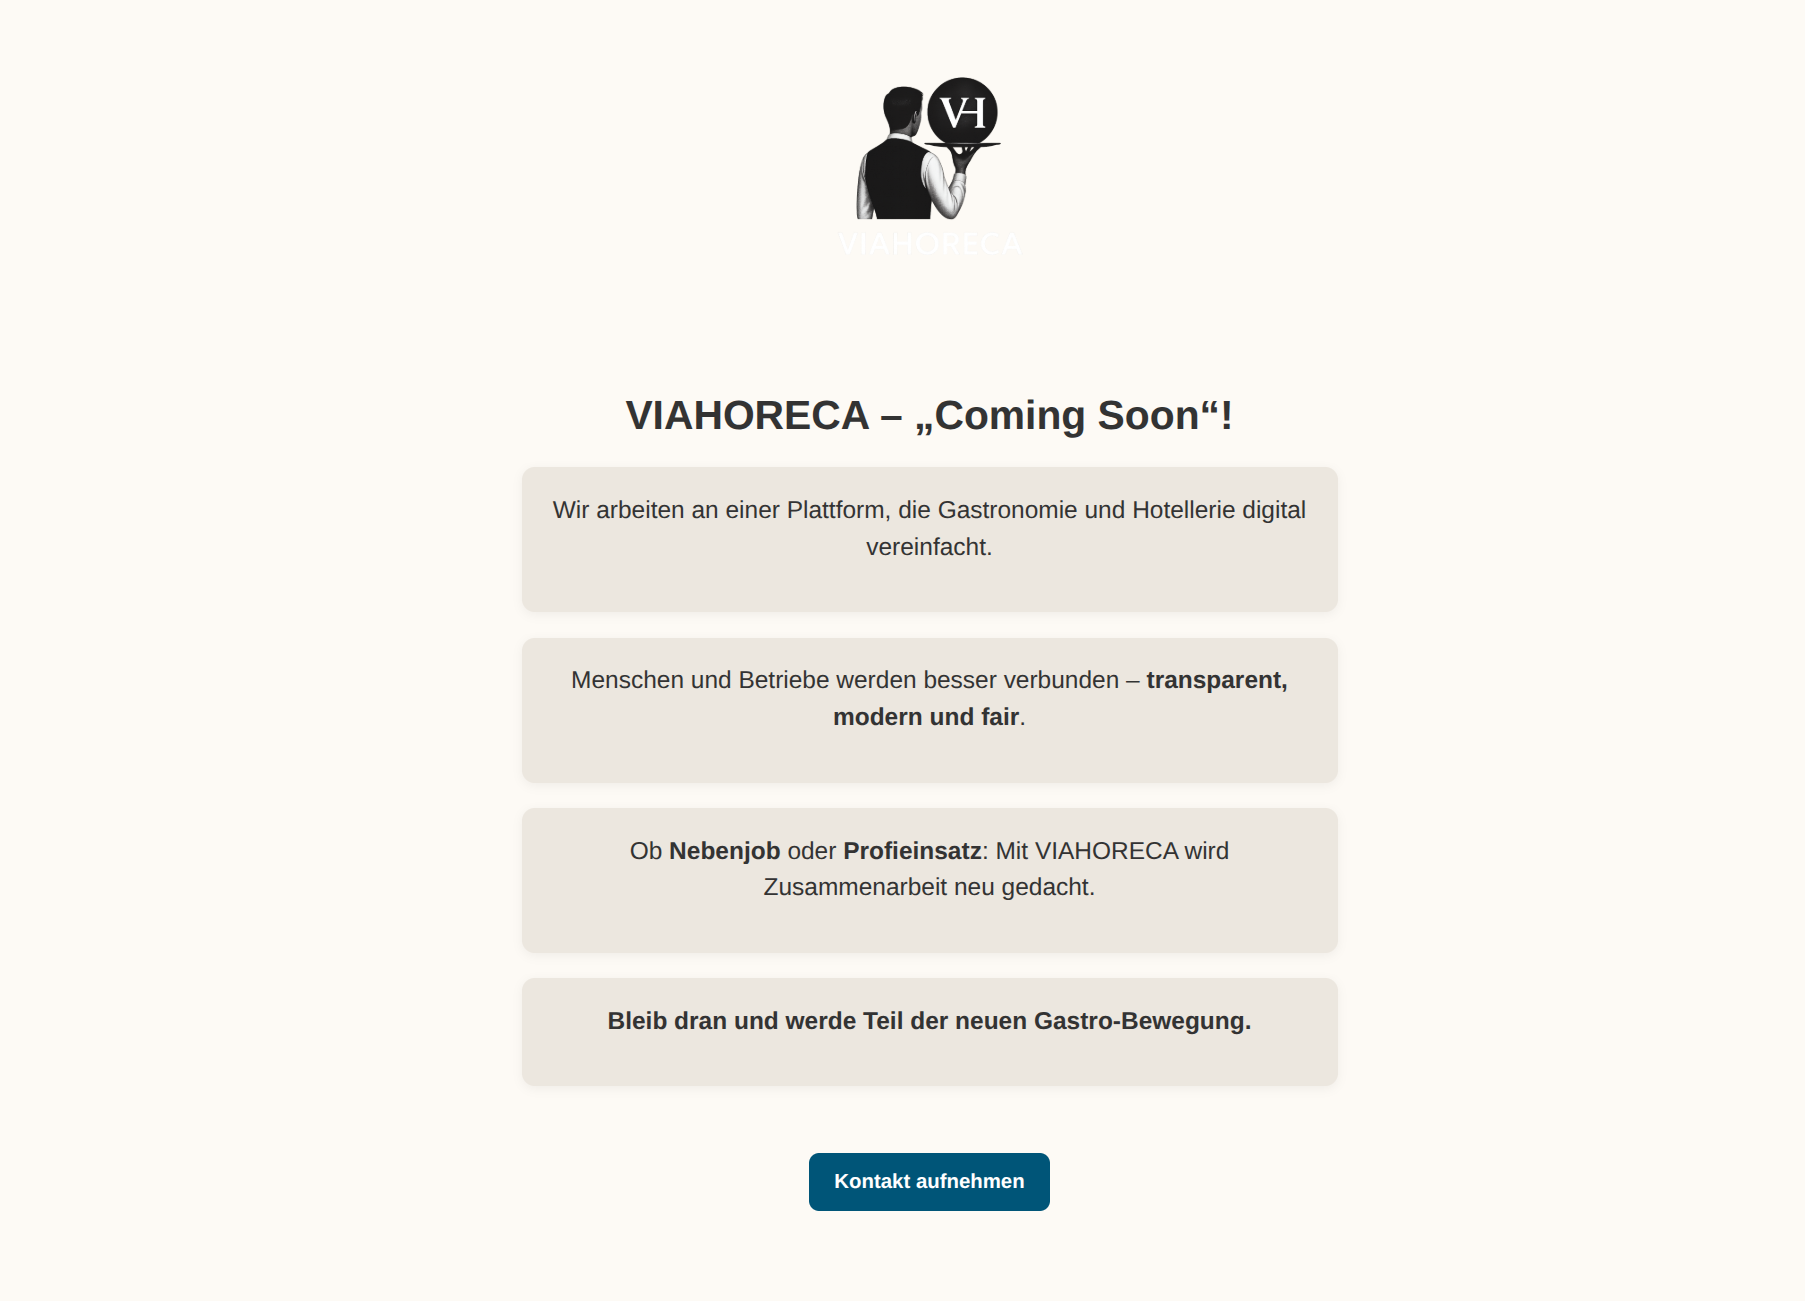 VH
VIAHORECA
VIAHORECA – „Coming Soon“!
Wir arbeiten an einer Plattform, die Gastronomie und Hotellerie digital
vereinfacht.
Menschen und Betriebe werden besser verbunden – transparent,
modern und fair.
Ob Nebenjob oder Profieinsatz: Mit VIAHORECA wird
Zusammenarbeit neu gedacht.
Bleib dran und werde Teil der neuen Gastro-Bewegung.
Kontakt aufnehmen